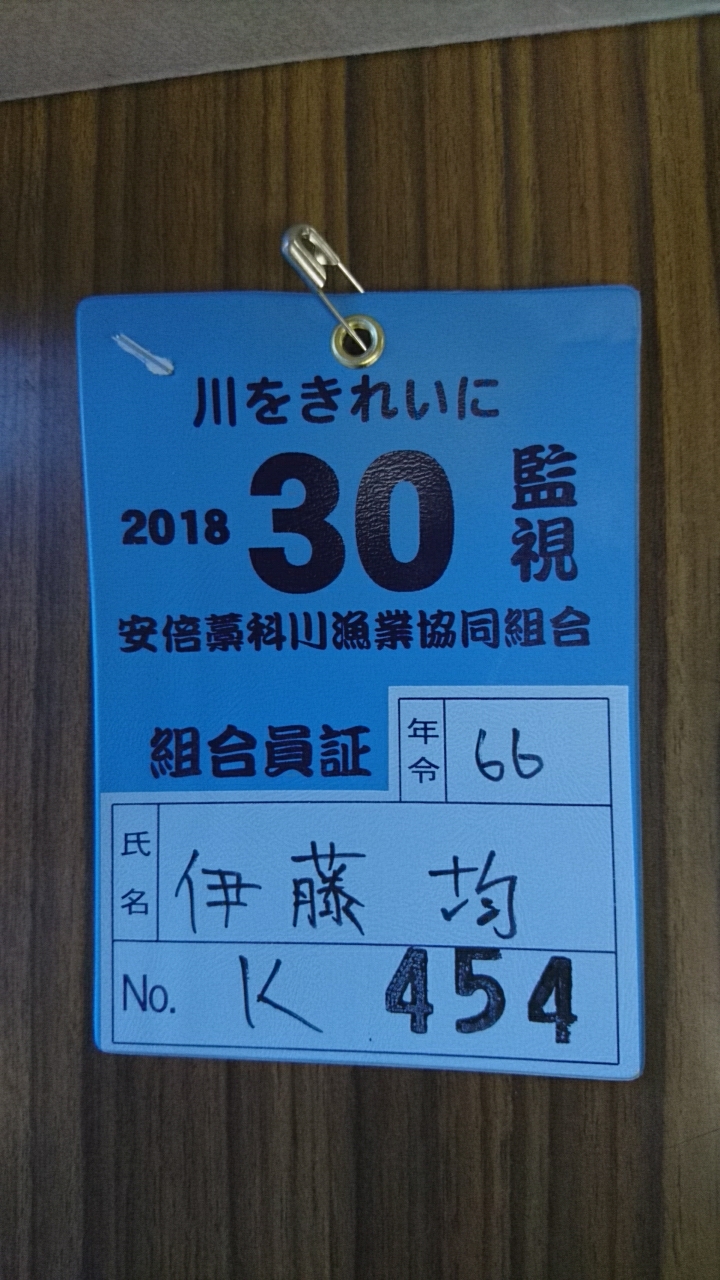 川をきれいに
2018 30 監視
安倍藁科川漁業協同組合
組合員証 年令 66
氏名 伊藤 均
No. K 454